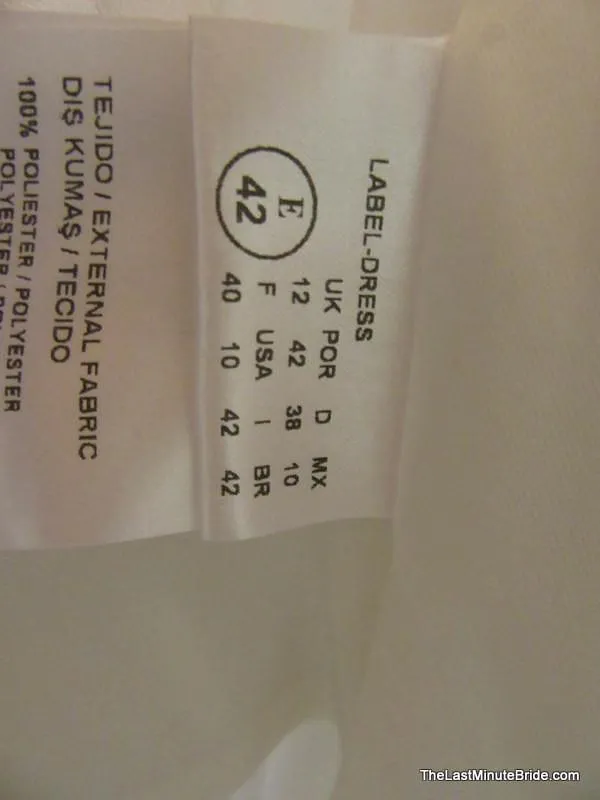 LABEL-DRESS
E
42
UK POR D MX
12 42 38 10
F USA I BR
40 10 42 42
TEJIDO / EXTERNAL FABRIC
DIŞ KUMAŞ / TECIDO
100% POLIESTER / POLYESTER
POLYESTER /
TheLastMinuteBride.com